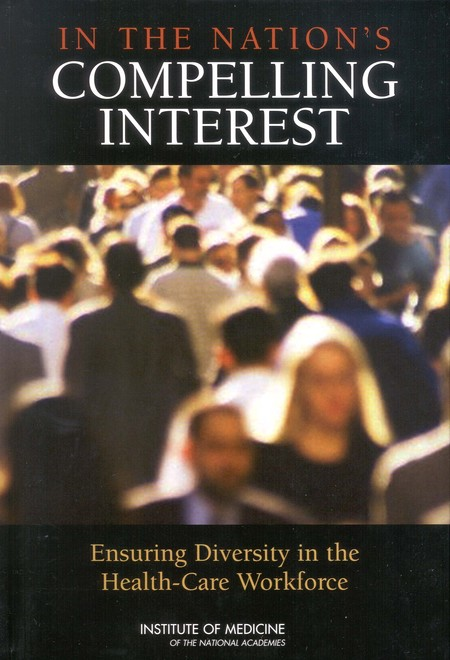 IN THE NATION'S
COMPELLING
INTEREST
Ensuring Diversity in the
Health-Care Workforce
INSTITUTE OF MEDICINE
OF THE NATIONAL ACADEMIES